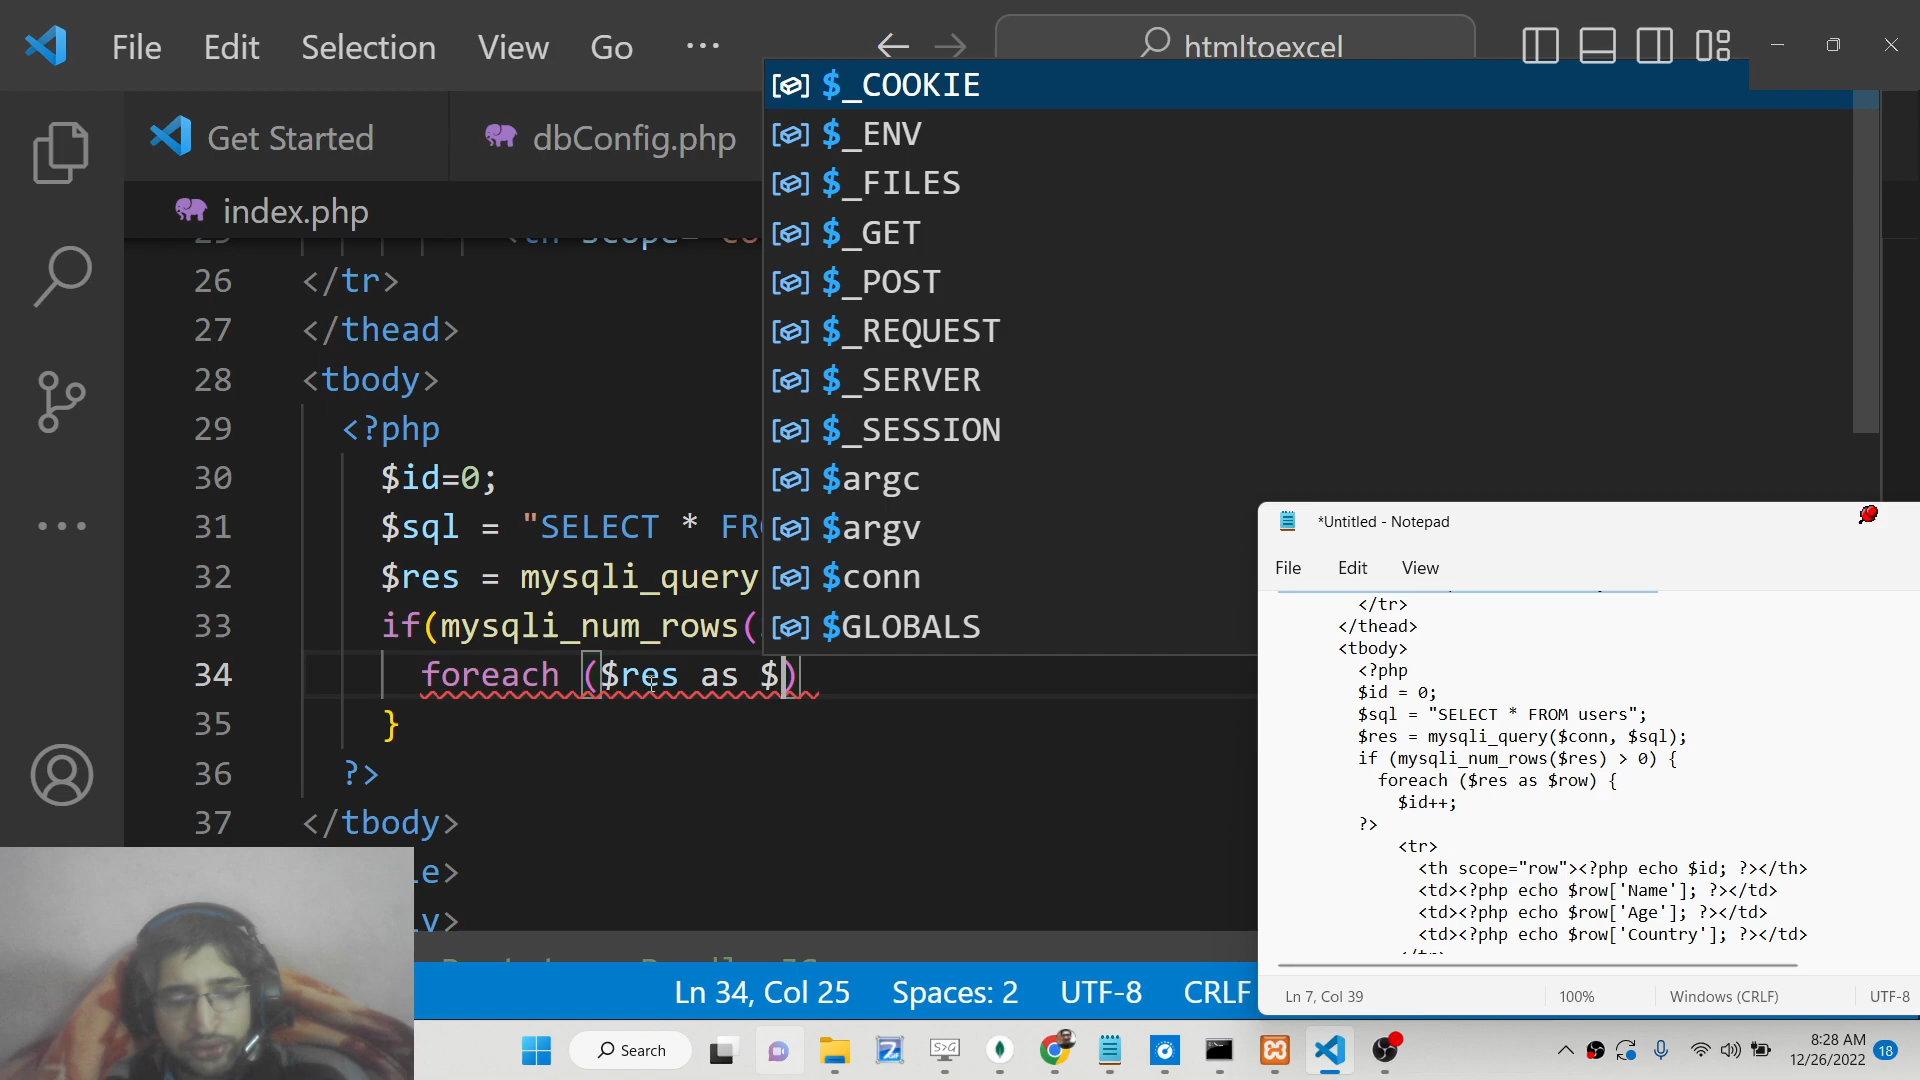 File Edit Selection View Go ...
htmltoexcel
Get Started
dbConfig.php
index.php
26 </tr>
27 </thead>
28 <tbody>
29 <?php
30 $id=0;
31 $sql = "SELECT * FRO
32 $res = mysqli_query
33 if(mysqli_num_rows(
34 foreach ($res as $)
35 }
36 ?>
37 </tbody>
le>
v>
$_COOKIE
$_ENV
$_FILES
$_GET
$_POST
$_REQUEST
$_SERVER
$_SESSION
$argc
$argv
$conn
$GLOBALS
*Untitled - Notepad
File Edit View
</tr>
</thead>
<tbody>
<?php
$id = 0;
$sql = "SELECT * FROM users";
$res = mysqli_query($conn, $sql);
if (mysqli_num_rows($res) > 0) {
foreach ($res as $row) {
$id++;
?>
<tr>
<th scope="row"><?php echo $id; ?></th>
<td><?php echo $row['Name']; ?></td>
<td><?php echo $row['Age']; ?></td>
<td><?php echo $row['Country']; ?></td>
Ln 7, Col 39 100% Windows (CRLF) UTF-8
Ln 34, Col 25 Spaces: 2 UTF-8 CRLF
Search
8:28 AM
12/26/2022
18